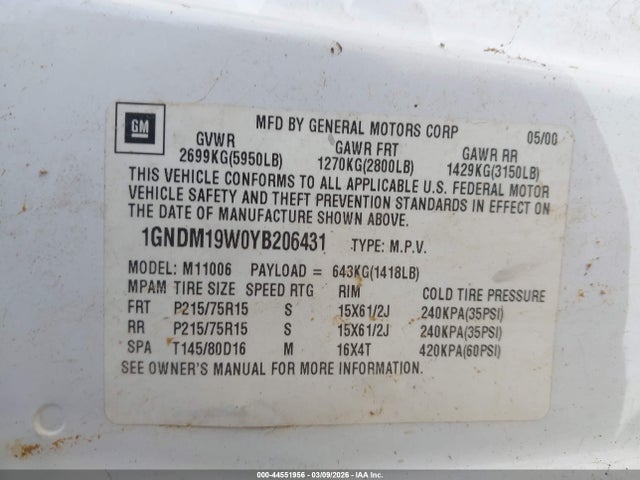 GM
MFD BY GENERAL MOTORS CORP 05/00
GVWR GAWR FRT GAWR RR
2699KG(5950LB) 1270KG(2800LB) 1429KG(3150LB)
THIS VEHICLE CONFORMS TO ALL APPLICABLE U.S. FEDERAL MOTOR
VEHICLE SAFETY AND THEFT PREVENTION STANDARDS IN EFFECT ON
THE DATE OF MANUFACTURE SHOWN ABOVE.
1GNDM19W0YB206431 TYPE: M.P.V.
MODEL: M11006 PAYLOAD = 643KG(1418LB)
MPAM TIRE SIZE SPEED RTG RIM COLD TIRE PRESSURE
FRT P215/75R15 S 15X61/2J 240KPA(35PSI)
RR P215/75R15 S 15X61/2J 240KPA(35PSI)
SPA T145/80D16 M 16X4T 420KPA(60PSI)
SEE OWNER'S MANUAL FOR MORE INFORMATION.
000-44551956 | 03/09/2026 | IAA Inc.